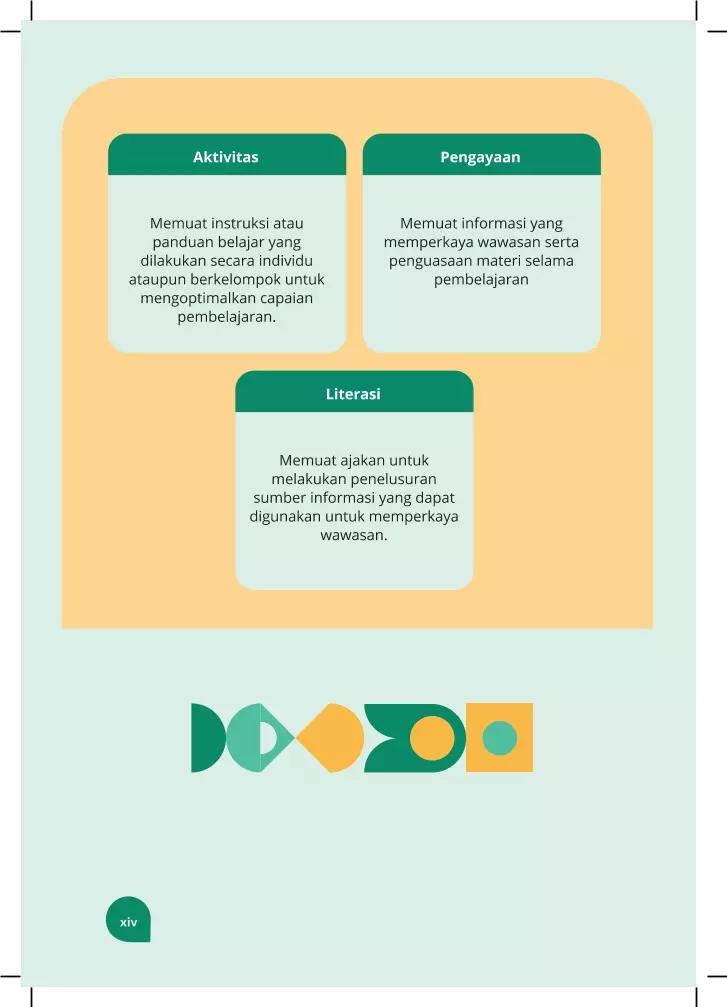 Aktivitas
Memuat instruksi atau
panduan belajar yang
dilakukan secara individu
ataupun berkelompok untuk
mengoptimalkan capaian
pembelajaran.
Pengayaan
Memuat informasi yang
memperkaya wawasan serta
penguasaan materi selama
pembelajaran
Literasi
Memuat ajakan untuk
melakukan penelusuran
sumber informasi yang dapat
digunakan untuk memperkaya
wawasan.
xiv